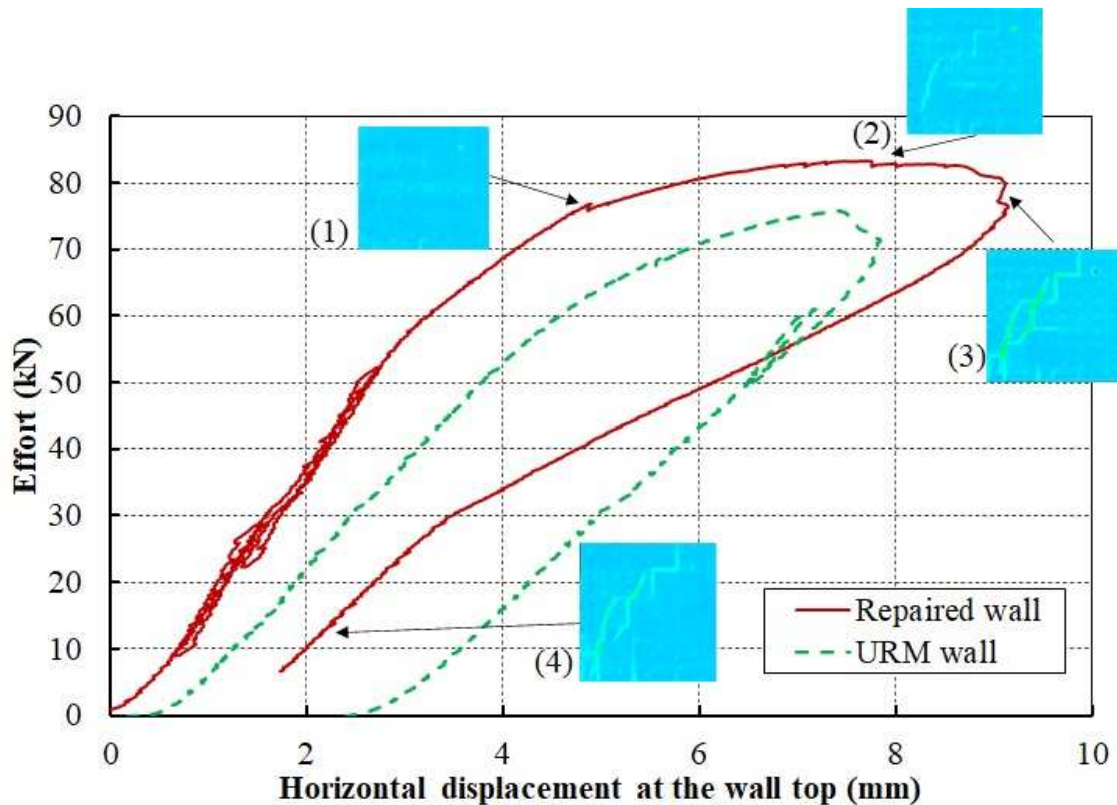 (2)
90
80
70
60
50
40
30
20
10
0
Effort (kN)
(1)
(3)
(4)
Repaired wall
URM wall
0 2 4 6 8 10
Horizontal displacement at the wall top (mm)